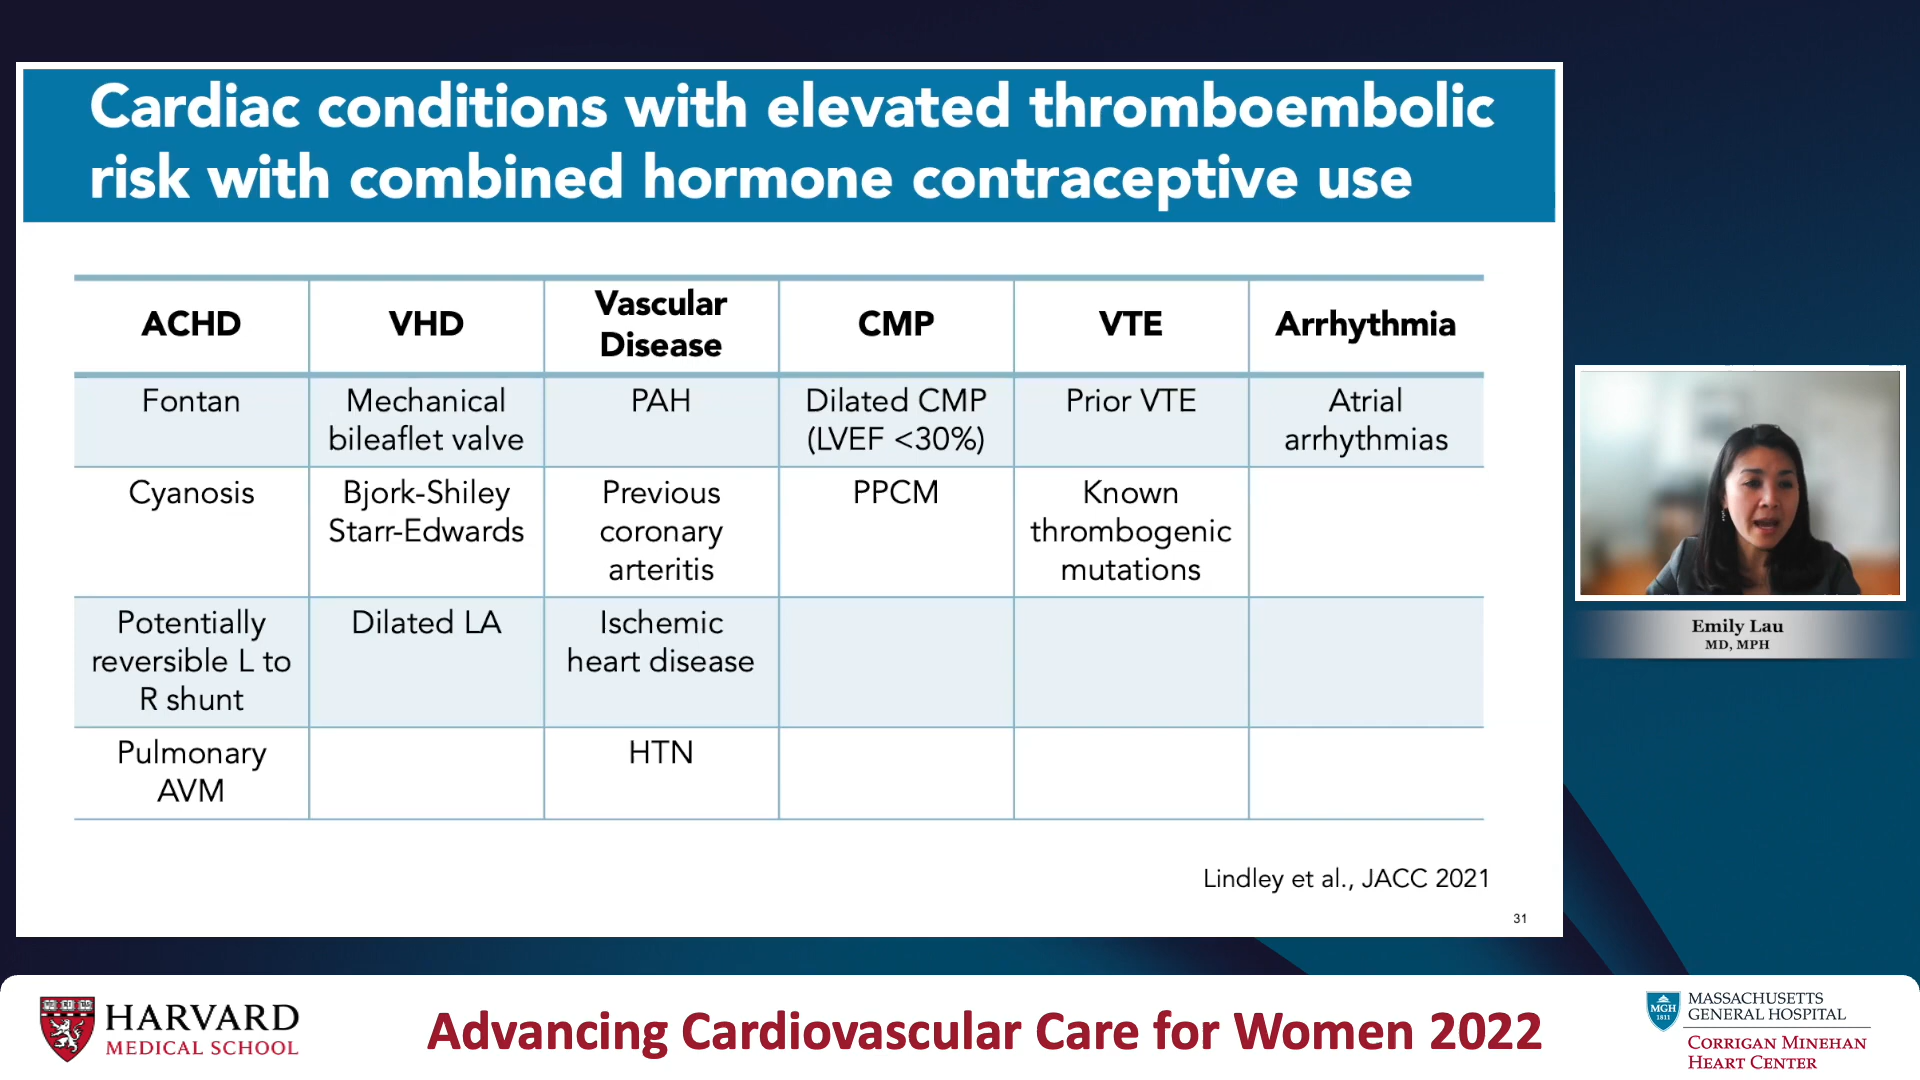 Cardiac conditions with elevated thromboembolic
risk with combined hormone contraceptive use
ACHD
VHD
Vascular
Disease
CMP
VTE
Arrhythmia
Fontan
Mechanical
bileaflet valve
PAH
Dilated CMP
(LVEF <30%)
Prior VTE
Atrial
arrhythmias
Cyanosis
Bjork-Shiley
Starr-Edwards
Previous
coronary
arteritis
PPCM
Known
thrombogenic
mutations
Potentially
reversible L to
R shunt
Dilated LA
Ischemic
heart disease
Pulmonary
AVM
HTN
Lindley et al., JACC 2021
31
Emily Lau
MD, MPH
HARVARD
MEDICAL SCHOOL
Advancing Cardiovascular Care for Women 2022
MGH
1811
MASSACHUSETTS
GENERAL HOSPITAL
CORRIGAN MINEHAN
HEART CENTER